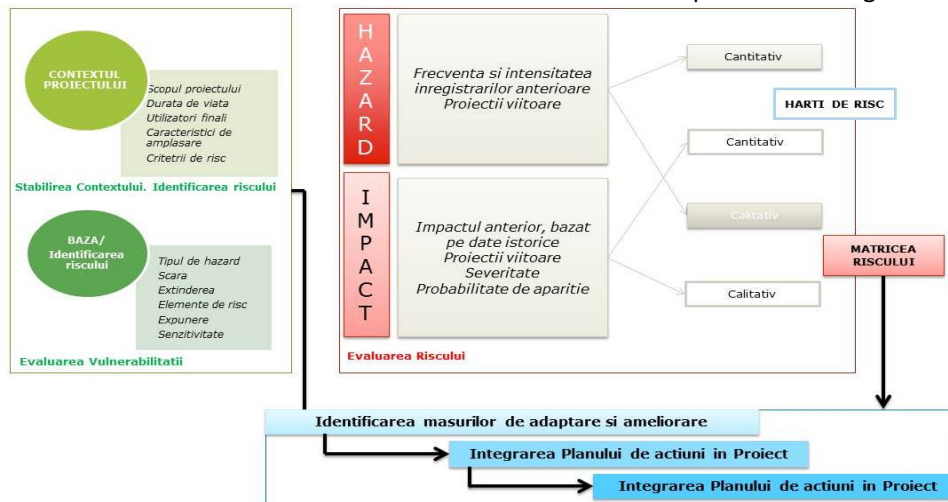 CONTEXTUL
PROIECTULUI
Scopul proiectului
Durata de viata
Utilizatori finali
Caracteristici de
amplasare
Critetrii de risc
Stabilirea Contextului. Identificarea riscului
BAZA/
Identificarea
riscului
Tipul de hazard
Scara
Extinderea
Elemente de risc
Expunere
Senzitivitate
Evaluarea Vulnerabilitatii
HAZARD
Frecventa si intensitatea
inregistrarilor anterioare
Proiectii viitoare
IMPACT
Impactul anterior, bazat
pe date istorice
Proiectii viitoare
Severitate
Probabilitate de aparitie
Evaluarea Riscului
Cantitativ
Cantitativ
Calitativ
Calitativ
HARTI DE RISC
MATRICEA
RISCULUI
Identificarea masurilor de adaptare si ameliorare
Integrarea Planului de actiuni in Proiect
Integrarea Planului de actiuni in Proiect